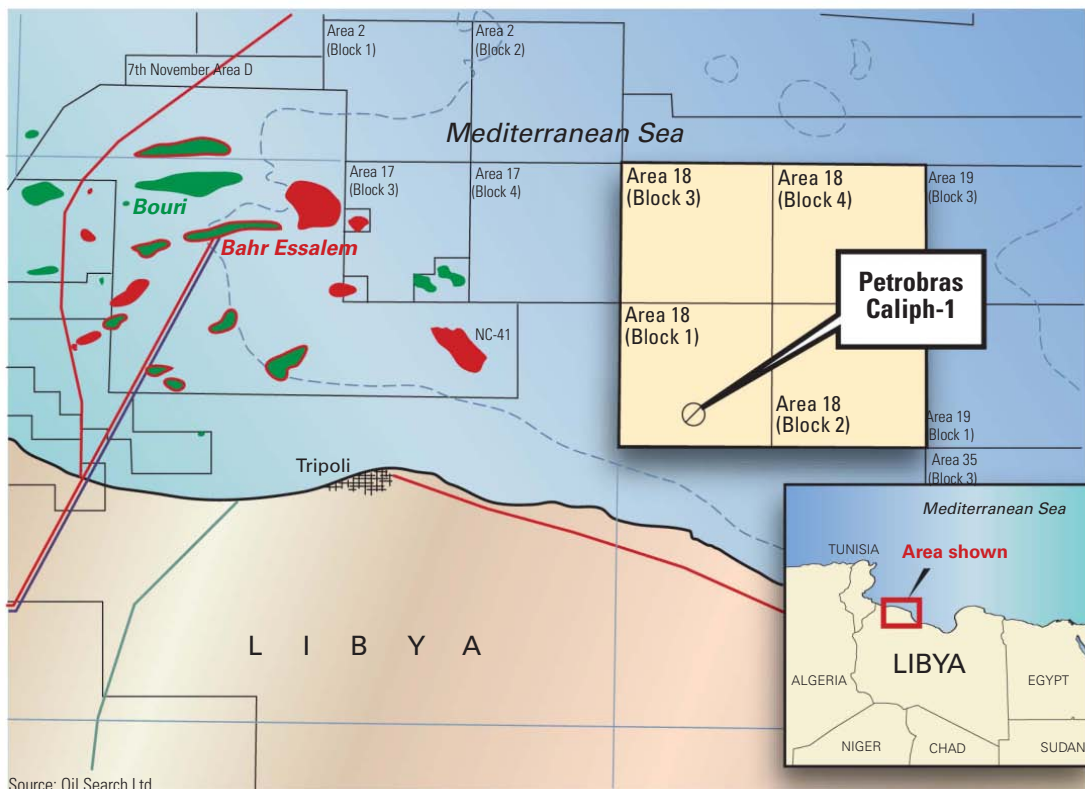 Area 2
(Block 1)
Area 2
(Block 2)
7th November Area D
Mediterranean Sea
Area 17
(Block 3)
Area 17
(Block 4)
Area 18
(Block 3)
Area 18
(Block 4)
Area 19
(Block 3)
Bouri
Bahr Essalem
Petrobras
Caliph-1
NC-41
Area 18
(Block 1)
Area 18
(Block 2)
Area 19
(Block 1)
Area 35
(Block 3)
Tripoli
Mediterranean Sea
TUNISIA
Area shown
LIBYA
ALGERIA
EGYPT
NIGER
CHAD
SUDAN
L I B Y A
Source: Oil Search Ltd